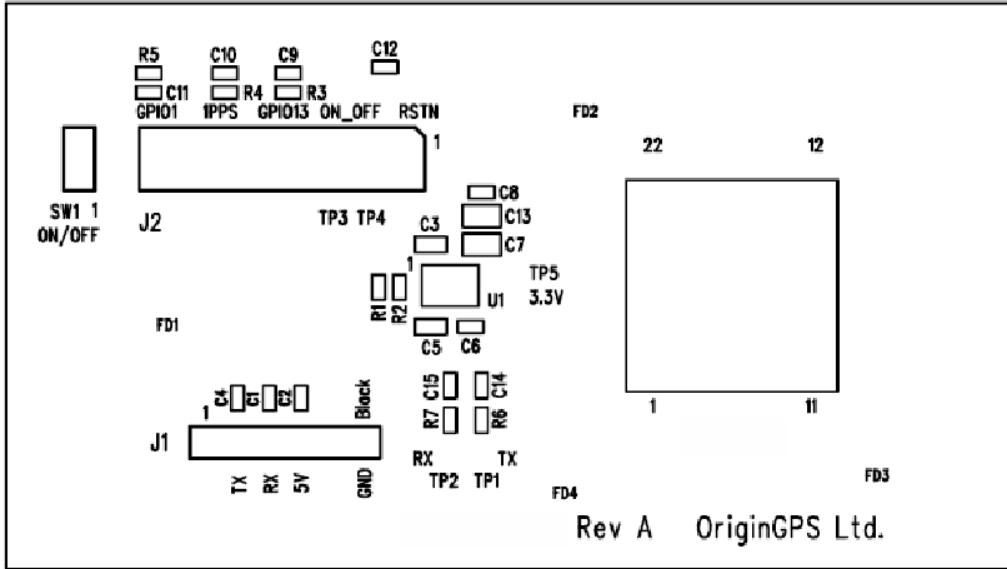 C12
R5 C10 C9
C11 R4 R3
GPIO1 1PPS GPIO13 ON_OFF RSTN
FD2
1
22 12
C8
SW1 1
ON/OFF
J2
TP3 TP4
C3
C13
C7
1
TP5
3.3V
U1
R1
R2
FD1
C5 C6
C4
C1
C2
Black
C15
C14
1 11
1
R7
R6
J1
RX TX
TP2 TP1
TX
RX
5V
GND
FD3
FD4
Rev A OriginGPS Ltd.